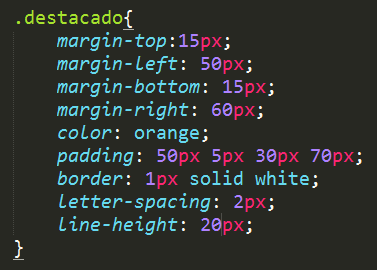 .destacado{
margin-top:15px;
margin-left: 50px;
margin-bottom: 15px;
margin-right: 60px;
color: orange;
padding: 50px 5px 30px 70px;
border: 1px solid white;
letter-spacing: 2px;
line-height: 20px;
}